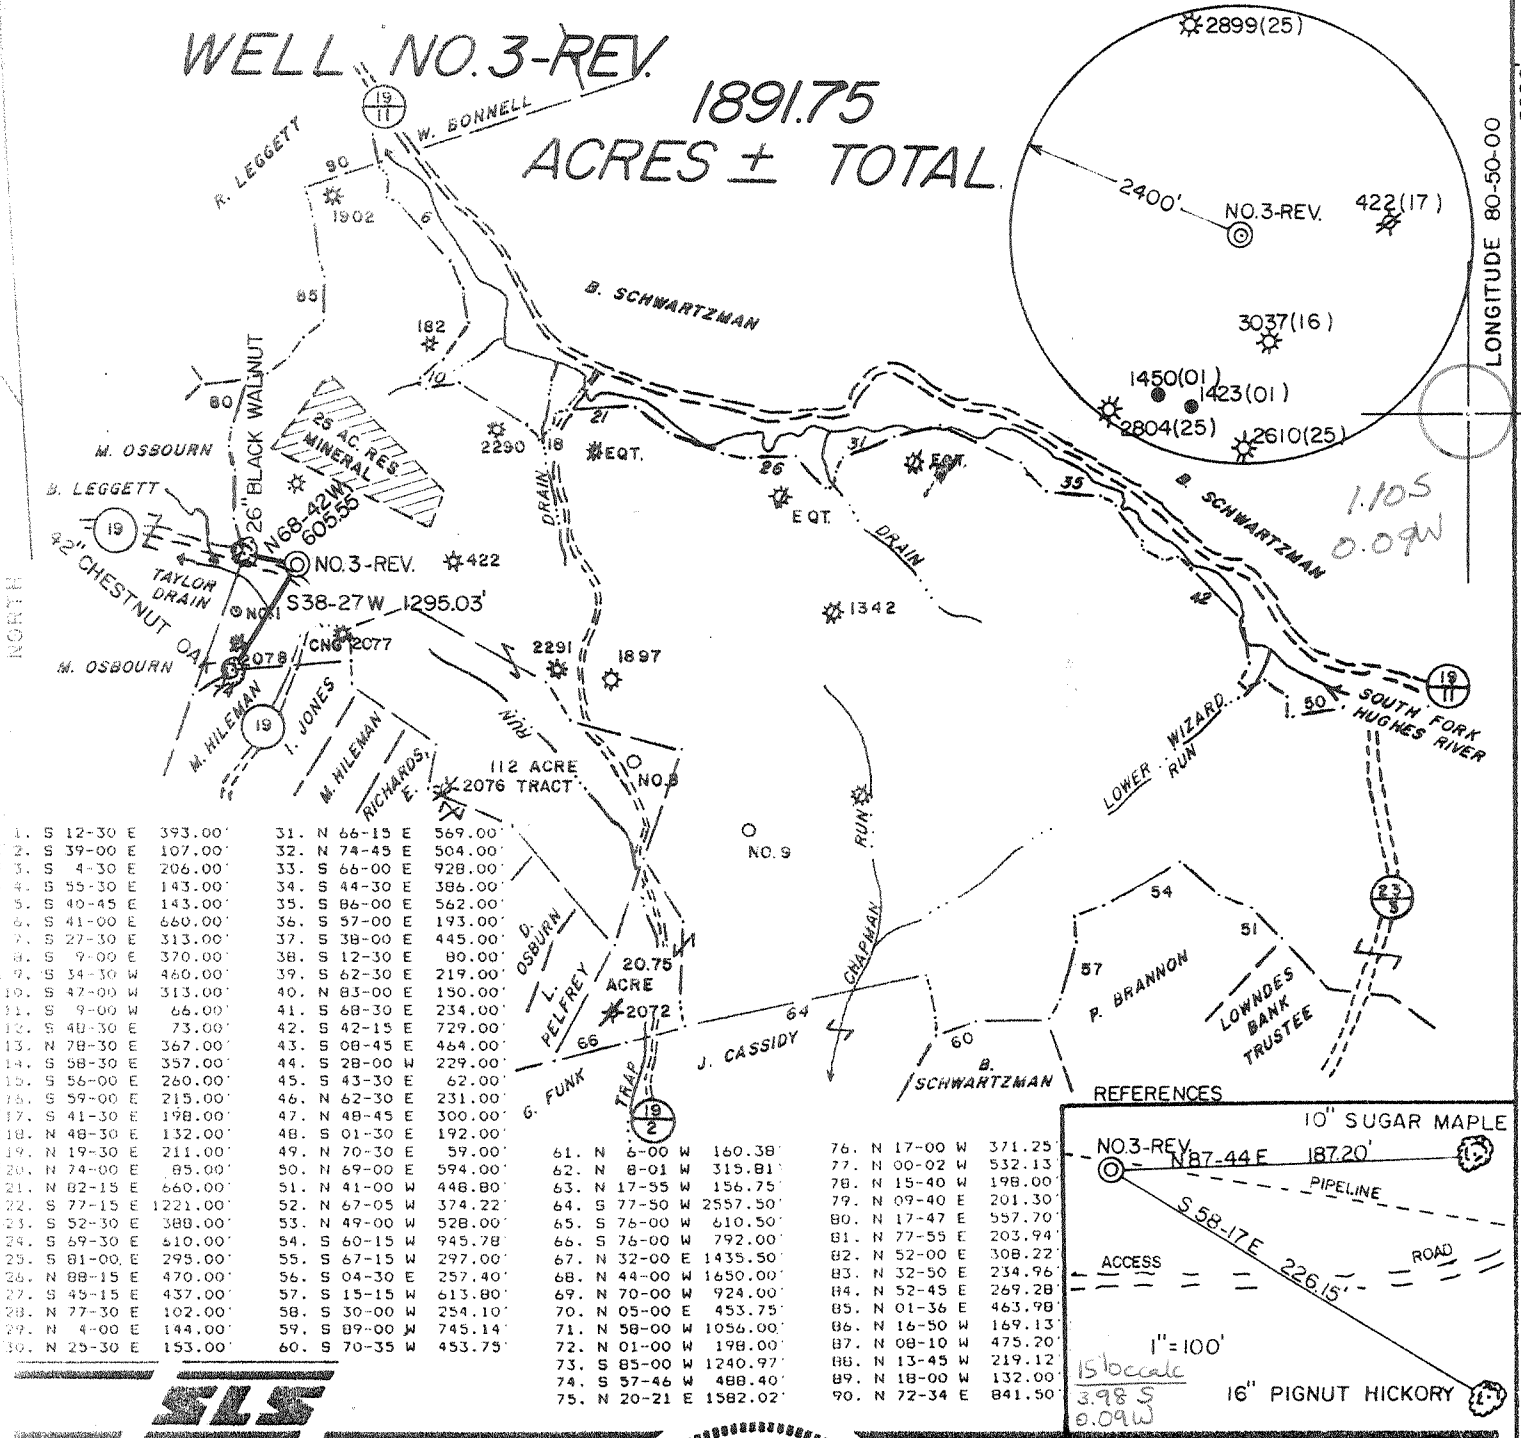 WELL NO. 3-REV.
1891.75
ACRES ± TOTAL
19
11
W. BONNELL
R. LEGGETT
90
1902
6
85
182
10
80
26" BLACK WALNUT
25 AC. RES
MINERAL
M. OSBOURN
B. LEGGETT
19
N68-42W
605.55
NO.3-REV.
422
92" CHESTNUT OAK
TAYLOR
DRAIN
NO.1
S38-27W 1295.03'
NORTH
M. OSBOURN
2078
CNG 2077
M. HILEMAN
19
I. JONES
M. HILEMAN
RICHARDS,
E.
2076
112 ACRE
TRACT
RUN
2290
18
21
EQT.
DRAIN
B. SCHWARTZMAN
26
31
EQT.
EQT.
35
DRAIN
B. SCHWARTZMAN
42
1342
2291
1897
NO.8
NO.9
RUN
CHAPMAN
LOWER WIZARD
RUN
50
SOUTH FORK
HUGHES RIVER
19
11
23
54
51
57
P. BRANNON
LOWNDES
BANK
TRUSTEE
60
B.
SCHWARTZMAN
64
J. CASSIDY
66
G. FUNK
D.
OSBURN
L.
PELFREY
20.75
ACRE
2072
TRAP
19
2
2899(25)
2400'
NO.3-REV.
422(17)
3037(16)
1450(01)
1423(01)
2804(25)
2610(25)
LONGITUDE 80-50-00
1.10S
0.09W
1. S 12-30 E 393.00'
2. S 39-00 E 107.00'
3. S 4-30 E 206.00'
4. S 55-30 E 143.00'
5. S 40-45 E 143.00'
6. S 41-00 E 660.00'
7. S 27-30 E 313.00'
8. S 9-00 E 370.00'
9. S 34-30 W 460.00'
10. S 47-00 W 313.00'
11. S 9-00 W 66.00'
12. S 48-30 E 73.00'
13. N 78-30 E 367.00'
14. S 58-30 E 357.00'
15. S 56-00 E 260.00'
16. S 59-00 E 215.00'
17. S 41-30 E 198.00'
18. N 48-30 E 132.00'
19. N 19-30 E 211.00'
20. N 74-00 E 85.00'
21. N 82-15 E 660.00'
22. S 77-15 E 1221.00'
23. S 52-30 E 388.00'
24. S 69-30 E 610.00'
25. S 81-00 E 295.00'
26. N 88-15 E 470.00'
27. S 45-15 E 437.00'
28. N 77-30 E 102.00'
29. N 4-00 E 144.00'
30. N 25-30 E 153.00'
31. N 66-15 E 569.00'
32. N 74-45 E 504.00'
33. S 66-00 E 928.00'
34. S 44-30 E 386.00'
35. S 86-00 E 562.00'
36. S 57-00 E 193.00'
37. S 38-00 E 445.00'
38. S 12-30 E 80.00'
39. S 62-30 E 219.00'
40. N 83-00 E 150.00'
41. S 68-30 E 234.00'
42. S 42-15 E 729.00'
43. S 08-45 E 464.00'
44. S 28-00 W 229.00'
45. S 43-30 E 62.00'
46. N 62-30 E 231.00'
47. N 48-45 E 300.00'
48. S 01-30 E 192.00'
49. N 70-30 E 59.00'
50. N 69-00 E 594.00'
51. N 41-00 W 448.80'
52. N 67-05 W 374.22'
53. N 49-00 W 528.00'
54. S 60-15 W 945.78'
55. S 67-15 W 297.00'
56. S 04-30 E 257.40'
57. S 15-15 W 613.80'
58. S 30-00 W 254.10'
59. S 89-00 W 745.14'
60. S 70-35 W 453.75'
61. N 6-00 W 160.38'
62. N 8-01 W 315.81'
63. N 17-55 W 156.75'
64. S 77-50 W 2557.50'
65. S 76-00 W 610.50'
66. S 76-00 W 792.00'
67. N 32-00 E 1435.50'
68. N 44-00 W 1650.00'
69. N 70-00 W 924.00'
70. N 05-00 E 453.75'
71. N 58-00 W 1056.00'
72. N 01-00 W 198.00'
73. S 85-00 W 1240.97'
74. S 57-46 W 488.40'
75. N 20-21 E 1582.02'
76. N 17-00 W 371.25'
77. N 00-02 W 532.13'
78. N 15-40 W 198.00'
79. N 09-40 E 201.30'
80. N 17-47 E 557.70'
81. N 77-55 E 203.94'
82. N 52-00 E 308.22'
83. N 32-50 E 234.96'
84. N 52-45 E 269.28'
85. N 01-36 E 463.98'
86. N 16-50 W 169.13'
87. N 08-10 W 475.20'
88. N 13-45 W 219.12'
89. N 18-00 W 132.00'
90. N 72-34 E 841.50'
REFERENCES
10" SUGAR MAPLE
NO.3-REV.
N87-44E 187.20'
PIPELINE
S58-17E
226.15'
ACCESS ROAD
1"=100'
3.98 S
0.09W
16" PIGNUT HICKORY
SLS